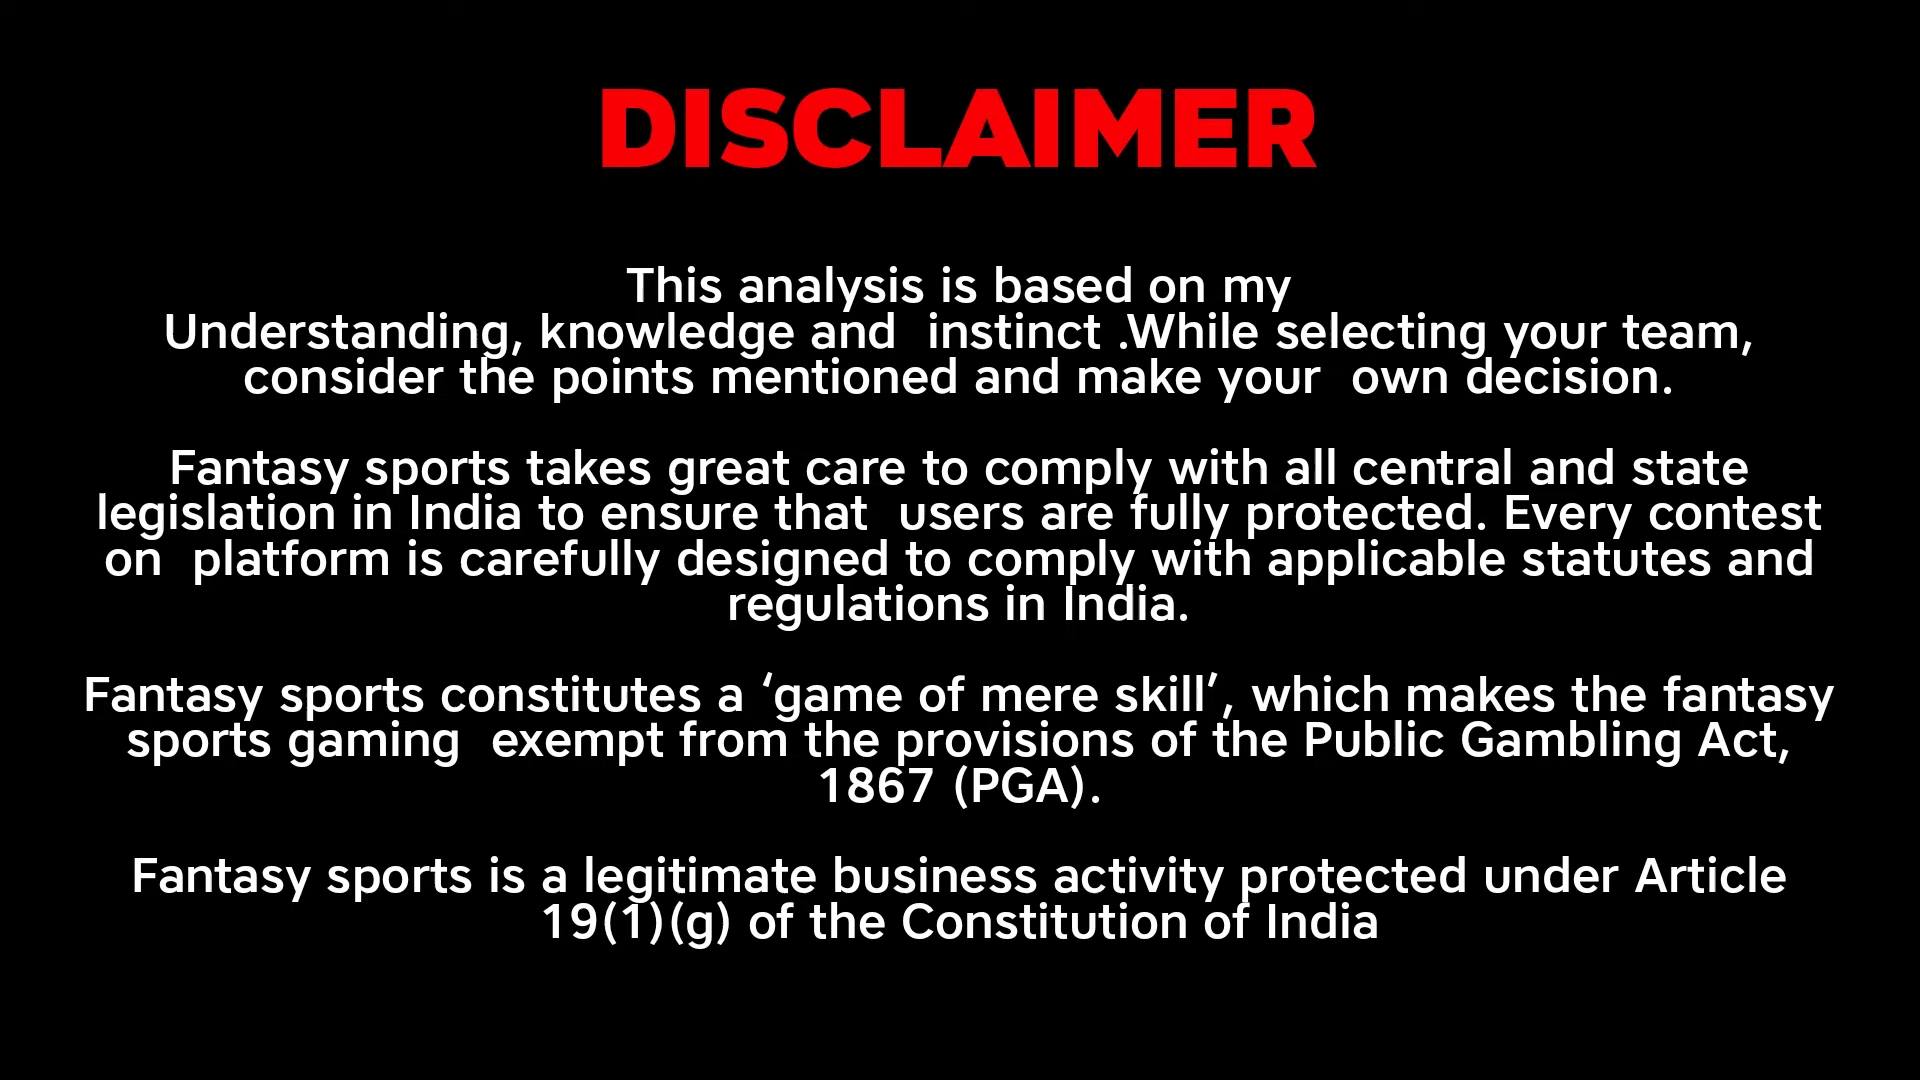 DISCLAIMER
This analysis is based on my
Understanding, knowledge and  instinct .While selecting your team,
consider the points mentioned and make your  own decision.
Fantasy sports takes great care to comply with all central and state
legislation in India to ensure that  users are fully protected. Every contest
on  platform is carefully designed to comply with applicable statutes and
regulations in India.
Fantasy sports constitutes a ‘game of mere skill’, which makes the fantasy
sports gaming  exempt from the provisions of the Public Gambling Act,
1867 (PGA).
Fantasy sports is a legitimate business activity protected under Article
19(1)(g) of the Constitution of India